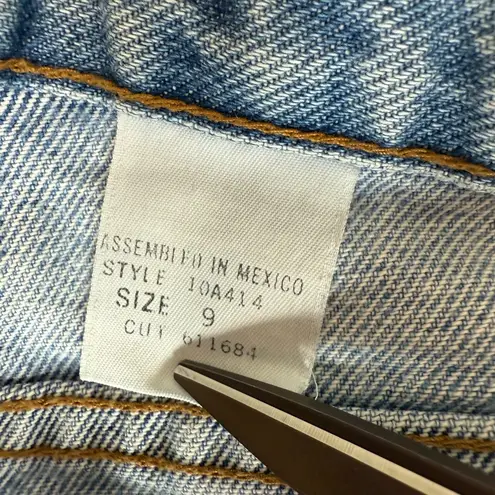 ASSEMBLED IN MEXICO
STYLE 10A414
SIZE 9
CUT 611684